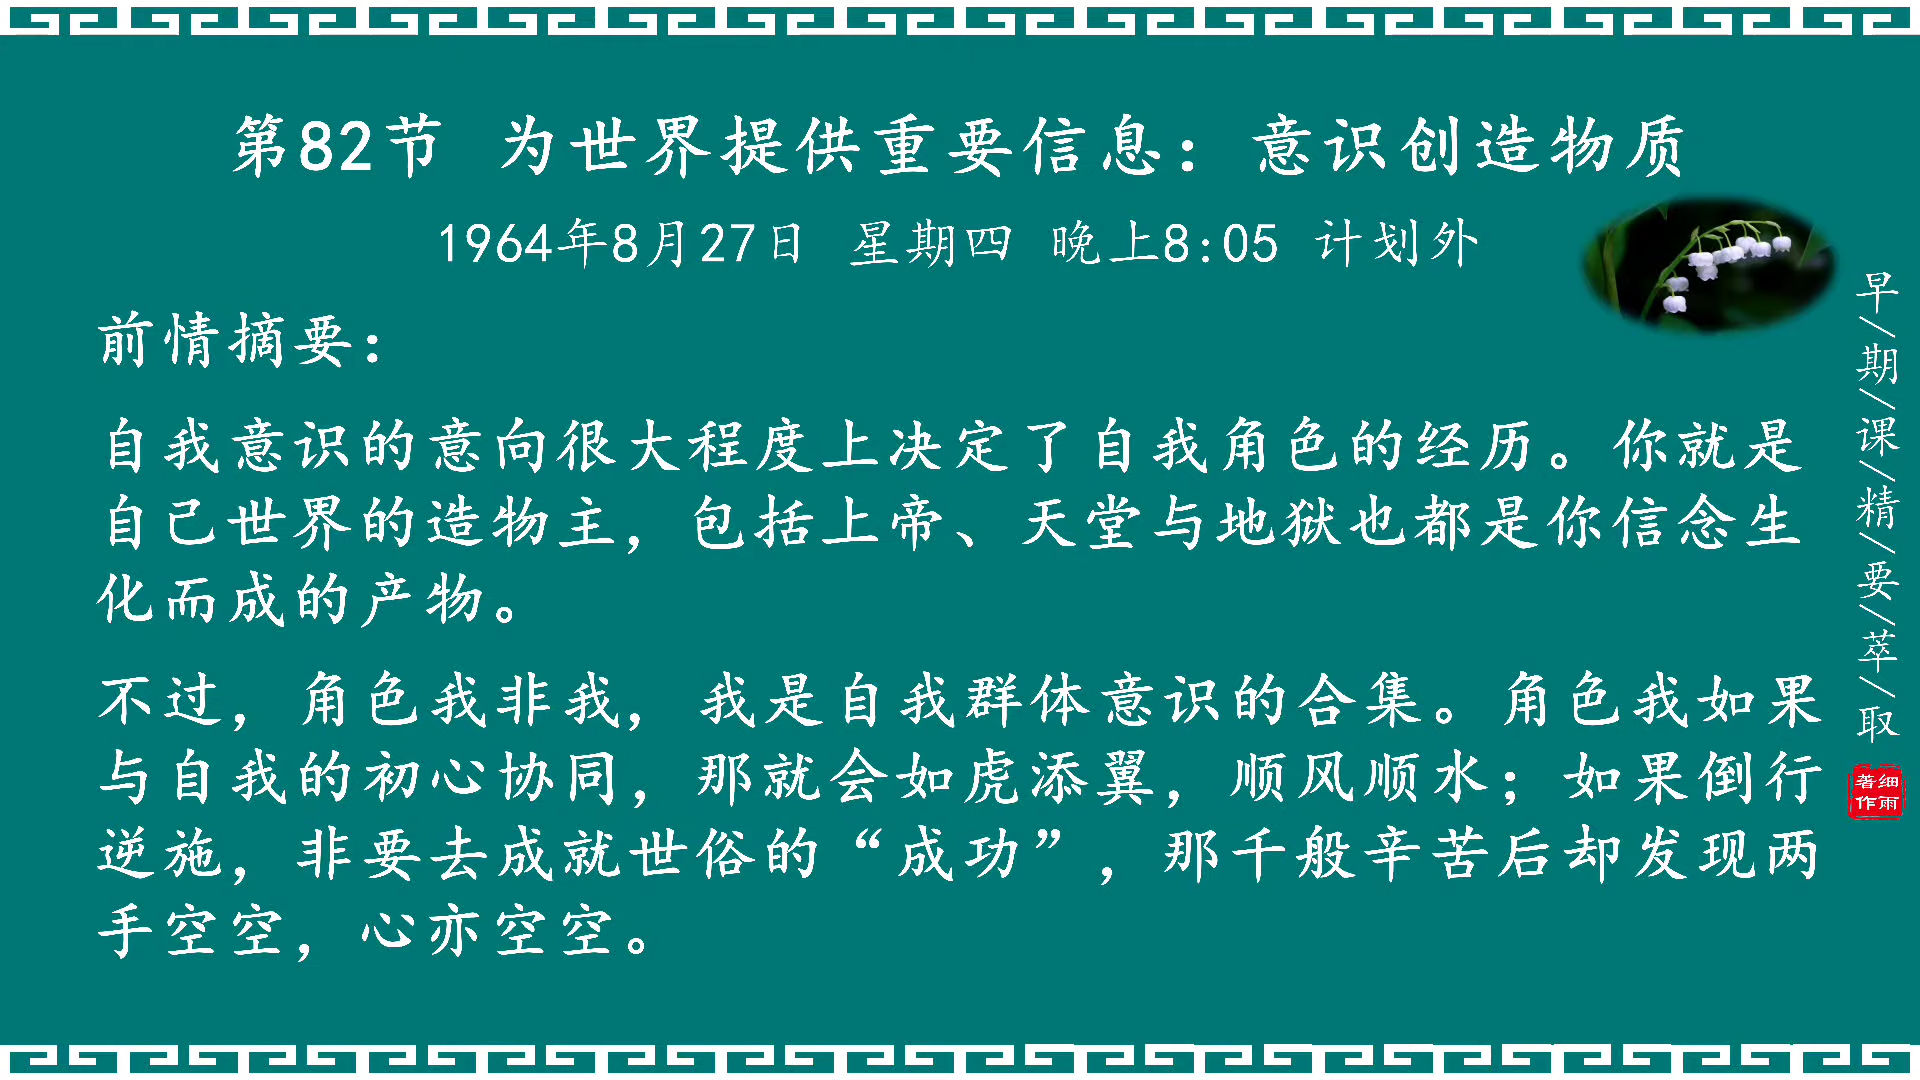 第82节 为世界提供重要信息：意识创造物质
1964年8月27日 星期四 晚上8:05 计划外
前情摘要：
自我意识的意向很大程度上决定了自我角色的经历。你就是
自己世界的造物主，包括上帝、天堂与地狱也都是你信念生
化而成的产物。
不过，角色我非我，我是自我群体意识的合集。角色我如果
与自我的初心协同，那就会如虎添翼，顺风顺水；如果倒行
逆施，非要去成就世俗的“成功”，那千般辛苦后却发现两
手空空，心亦空空。
早/期/课/精/要/萃/取
细雨
著作